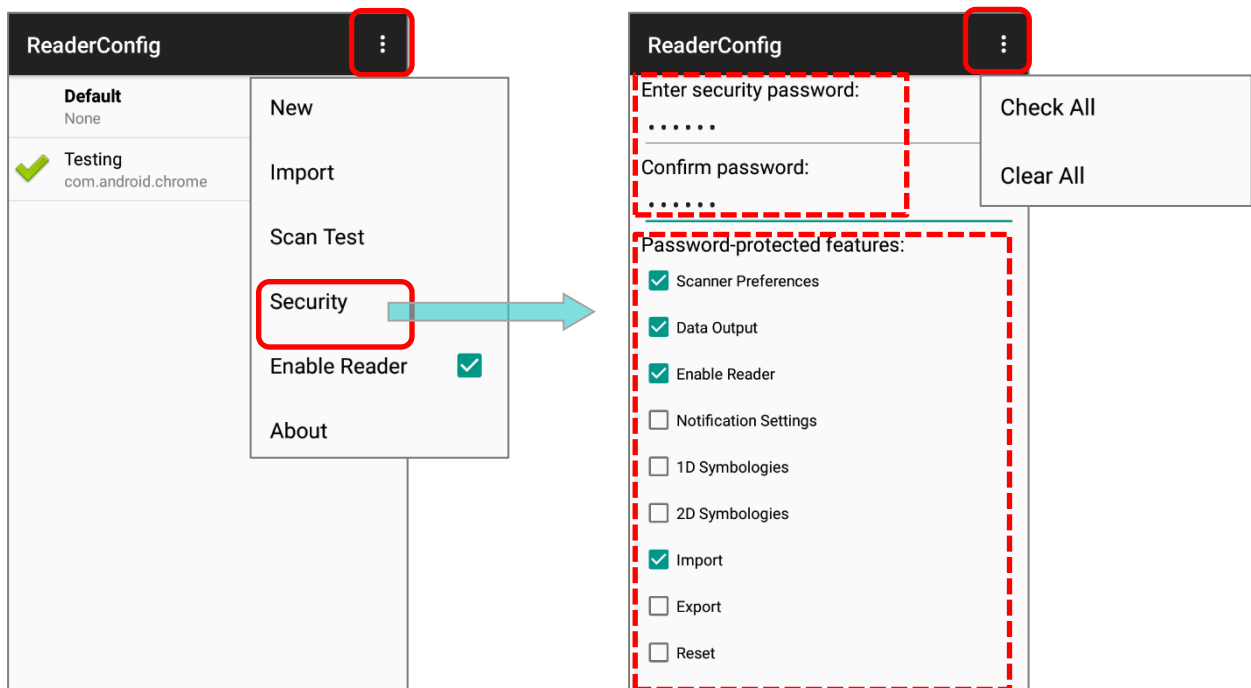 ReaderConfig
Default
None
Testing
com.android.chrome
New
Import
Scan Test
Security
Enable Reader
About
ReaderConfig
Enter security password:
......
Confirm password:
......
Check All
Clear All
Password-protected features:
Scanner Preferences
Data Output
Enable Reader
Notification Settings
1D Symbologies
2D Symbologies
Import
Export
Reset